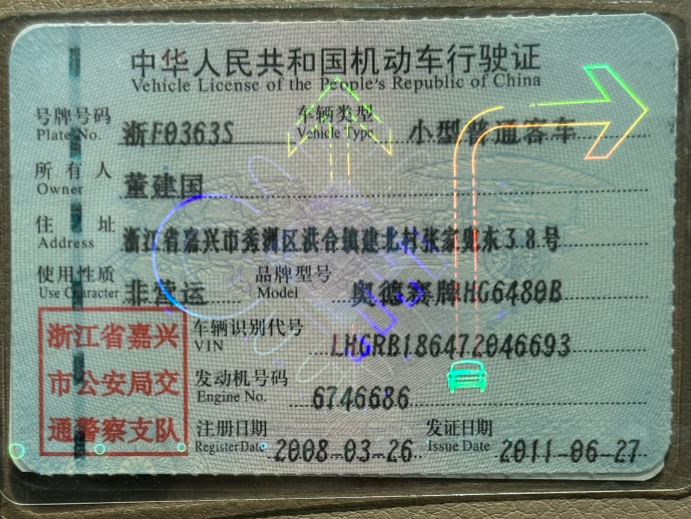 中华人民共和国机动车行驶证
Vehicle License of the People's Republic of China
号牌号码 浙F0363S 车辆类型 小型普通客车
Plate No. Vehicle Type
所有人 董建国
Owner
住址 浙江省嘉兴市秀洲区洪合镇建北村张家兜东38号
Address
使用性质 非营运 品牌型号 奥德赛牌HG6480B
Use Character Model
浙江省嘉兴
市公安局交
通警察支队
车辆识别代号 LHGRB186472046693
VIN
发动机号码 6746686
Engine No.
注册日期 2008-03-26 发证日期 2011-06-27
Register Date Issue Date